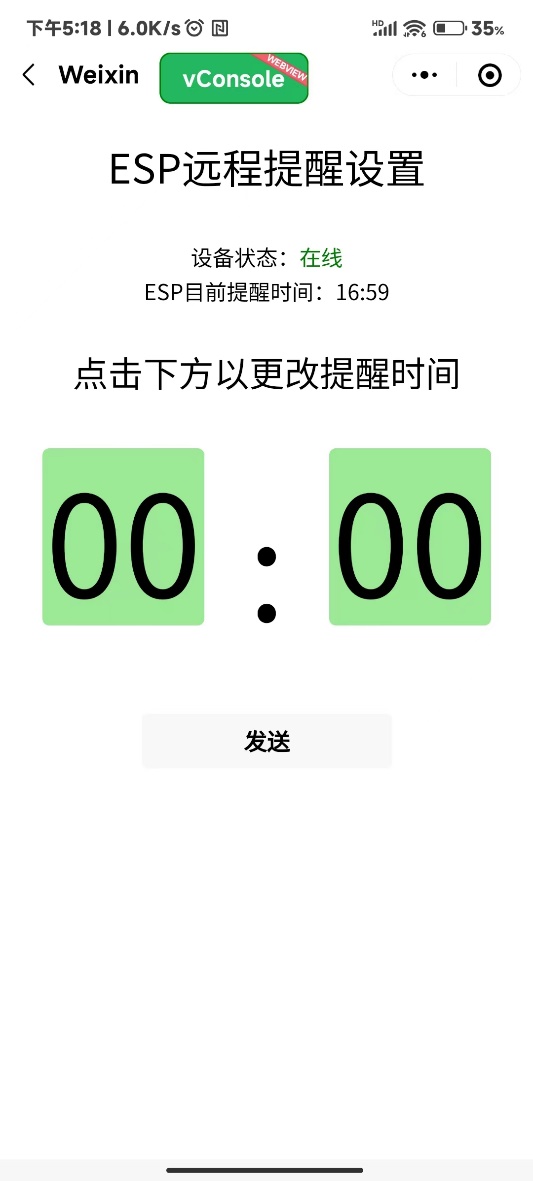 下午5:18 | 6.0K/s
HD 6 35%
Weixin vConsole WEBVIEW
ESP远程提醒设置
设备状态：在线
ESP目前提醒时间：16:59
点击下方以更改提醒时间
00 : 00
发送